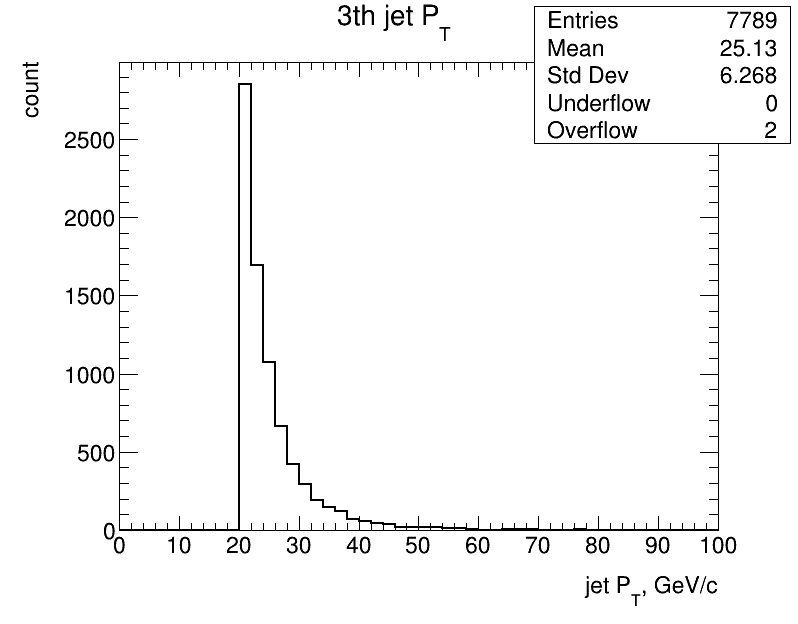 3th jet P_T
Entries 7789
Mean 25.13
Std Dev 6.268
Underflow 0
Overflow 2
count
2500
2000
1500
1000
500
0
0 10 20 30 40 50 60 70 80 90 100
jet P_T, GeV/c